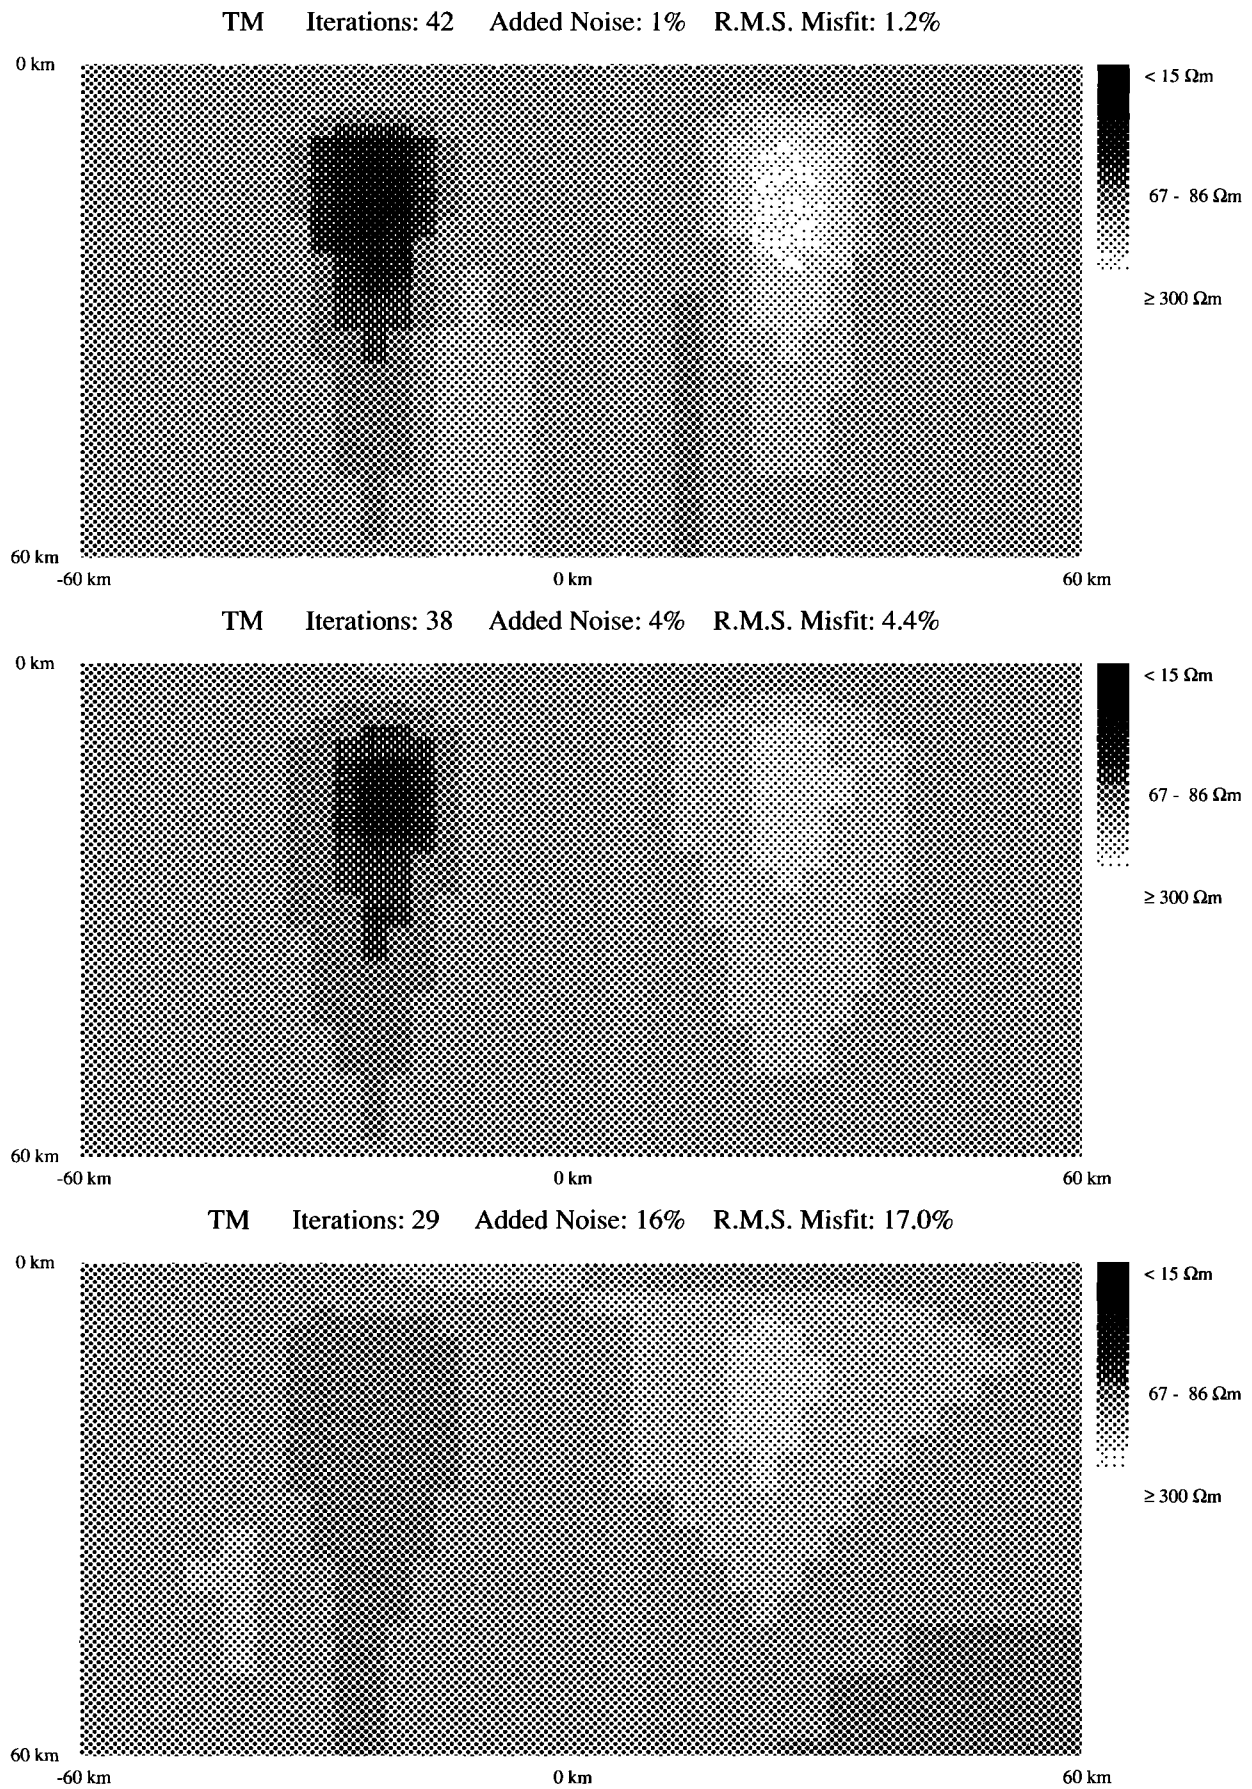 TM Iterations: 42 Added Noise: 1% R.M.S. Misfit: 1.2%
0 km
< 15 Ωm
67 - 86 Ωm
≥ 300 Ωm
60 km
-60 km 0 km 60 km
TM Iterations: 38 Added Noise: 4% R.M.S. Misfit: 4.4%
0 km
< 15 Ωm
67 - 86 Ωm
≥ 300 Ωm
60 km
-60 km 0 km 60 km
TM Iterations: 29 Added Noise: 16% R.M.S. Misfit: 17.0%
0 km
< 15 Ωm
67 - 86 Ωm
≥ 300 Ωm
60 km
-60 km 0 km 60 km